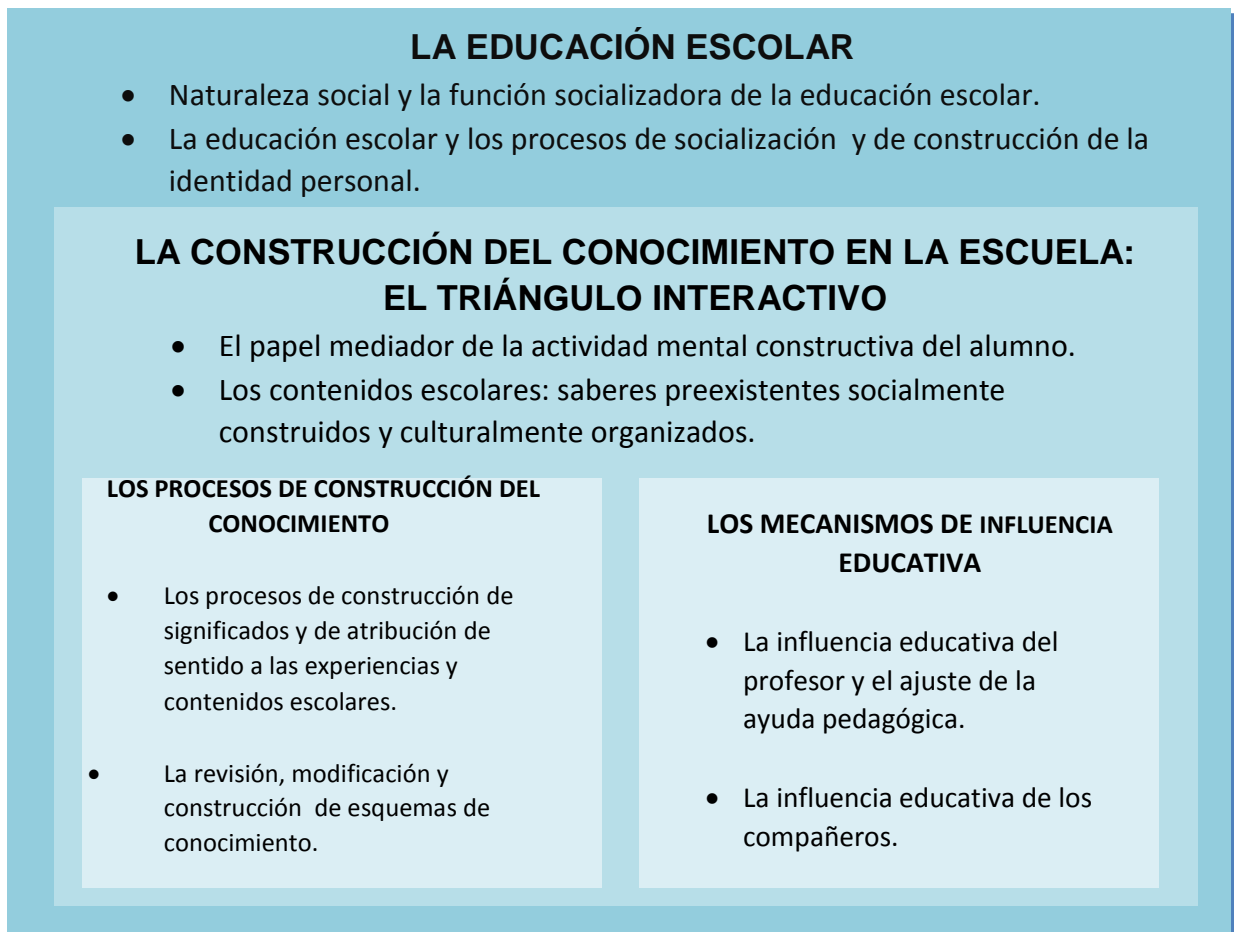 LA EDUCACIÓN ESCOLAR
• Naturaleza social y la función socializadora de la educación escolar.
• La educación escolar y los procesos de socialización y de construcción de la
identidad personal.
LA CONSTRUCCIÓN DEL CONOCIMIENTO EN LA ESCUELA:
EL TRIÁNGULO INTERACTIVO
• El papel mediador de la actividad mental constructiva del alumno.
• Los contenidos escolares: saberes preexistentes socialmente
construidos y culturalmente organizados.
LOS PROCESOS DE CONSTRUCCIÓN DEL
CONOCIMIENTO
• Los procesos de construcción de
significados y de atribución de
sentido a las experiencias y
contenidos escolares.
• La revisión, modificación y
construcción de esquemas de
conocimiento.
LOS MECANISMOS DE INFLUENCIA
EDUCATIVA
• La influencia educativa del
profesor y el ajuste de la
ayuda pedagógica.
• La influencia educativa de los
compañeros.